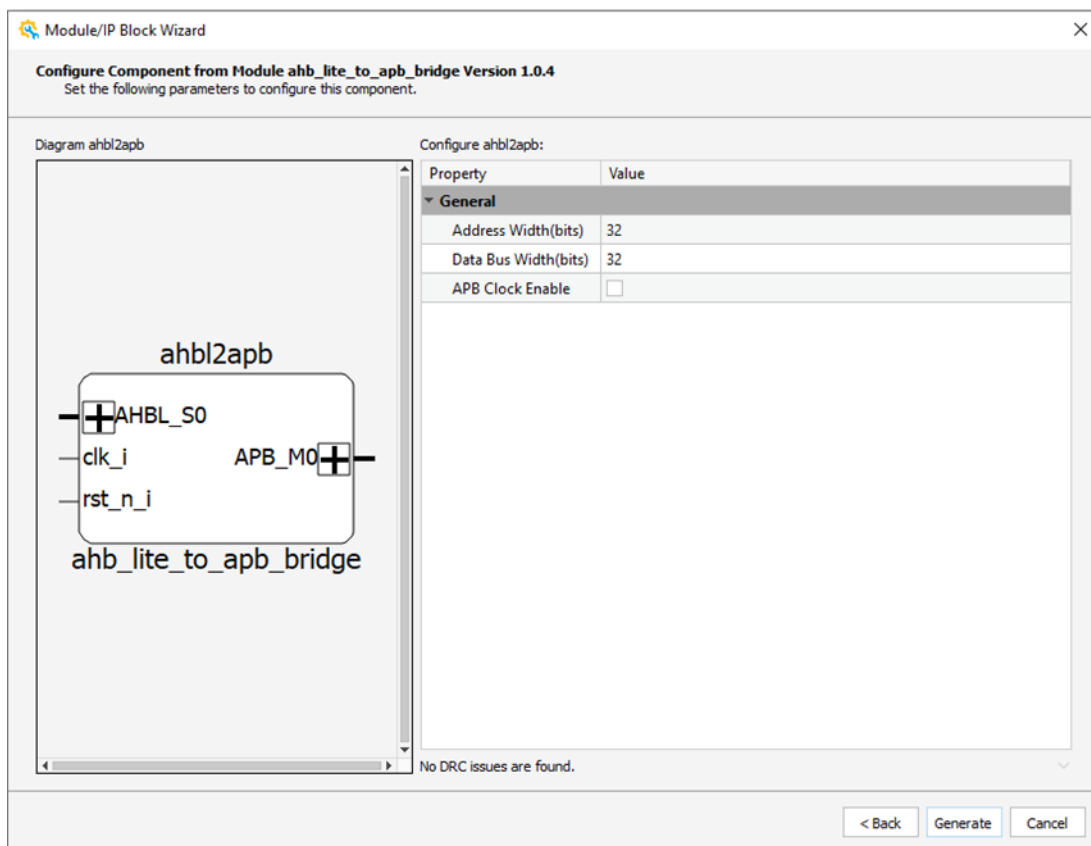 Module/IP Block Wizard
Configure Component from Module ahb_lite_to_apb_bridge Version 1.0.4
Set the following parameters to configure this component.
Diagram ahbl2apb
Configure ahbl2apb:
Property Value
General
Address Width(bits) 32
Data Bus Width(bits) 32
APB Clock Enable
ahbl2apb
AHBL_S0
clk_i APB_M0
rst_n_i
ahb_lite_to_apb_bridge
No DRC issues are found.
< Back Generate Cancel